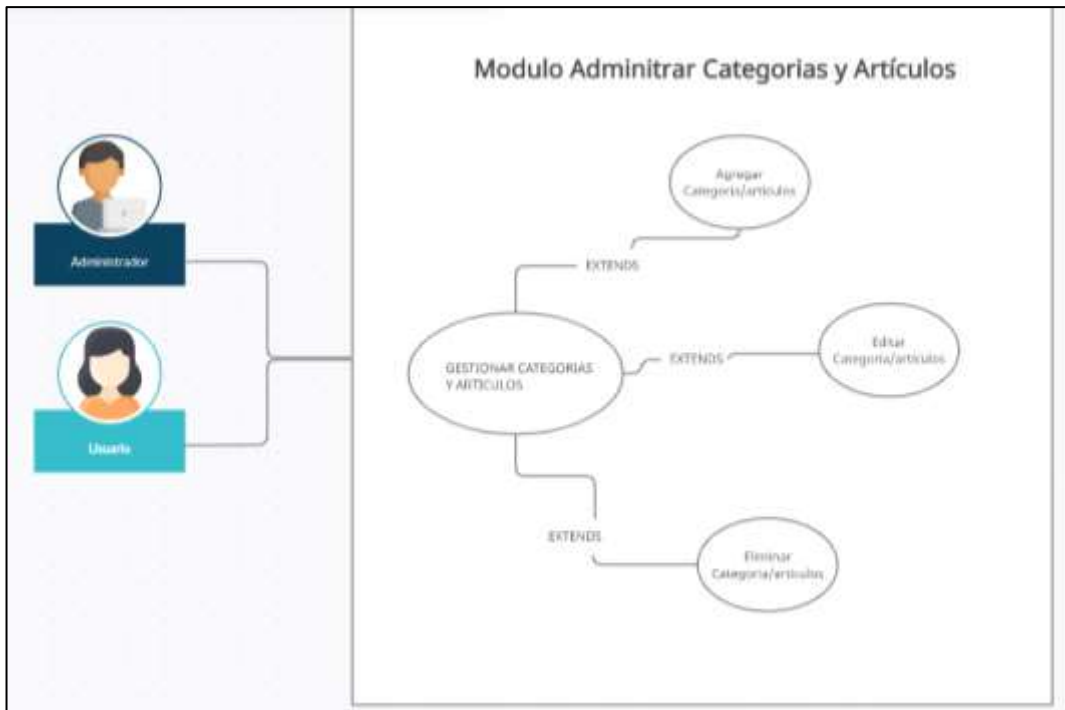 Modulo Adminitrar Categorias y Artículos
Agregar
Categoria/articulos
Administrador
EXTENDS
Editar
Categoria/articulos
EXTENDS
GESTIONAR CATEGORIAS
Y ARTICULOS
Usuario
EXTENDS
Eliminar
Categoria/articulos